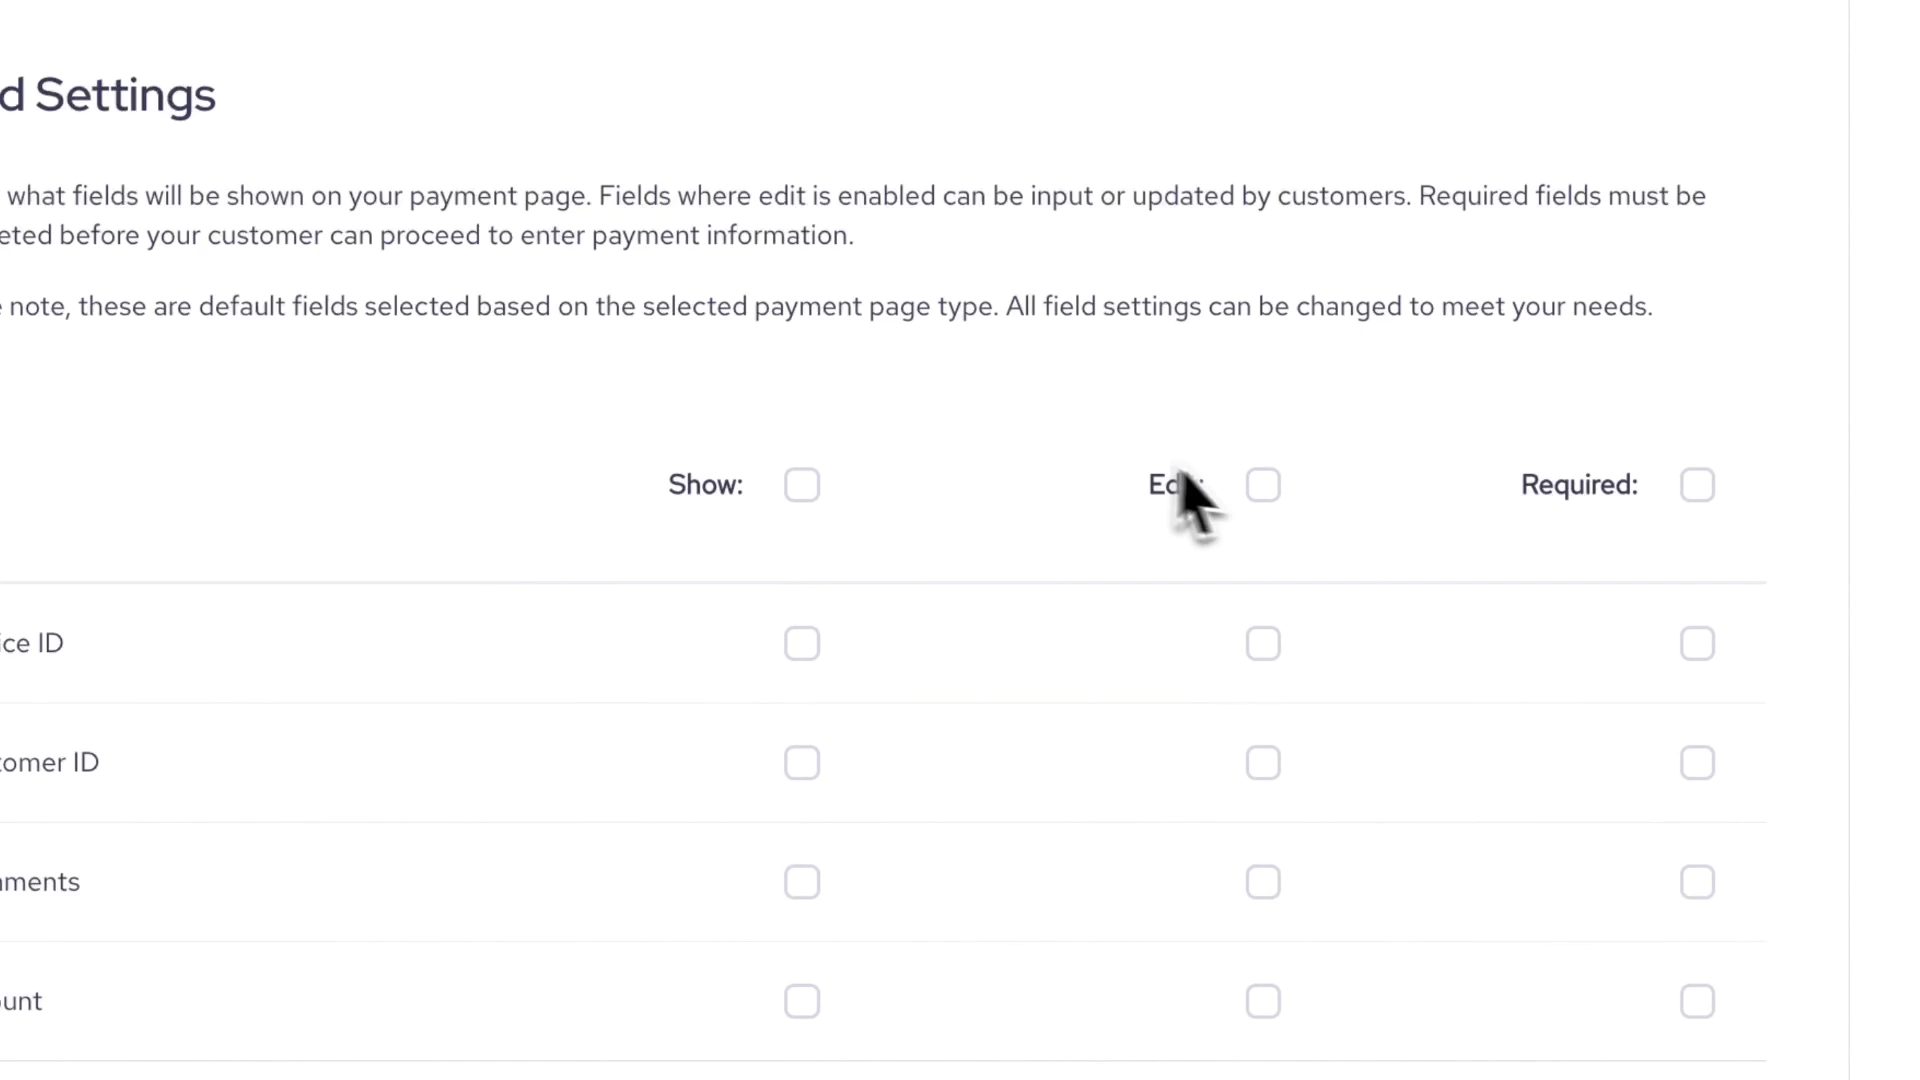 d Settings
what fields will be shown on your payment page. Fields where edit is enabled can be input or updated by customers. Required fields must be
eted before your customer can proceed to enter payment information.
note, these are default fields selected based on the selected payment page type. All field settings can be changed to meet your needs.
Show: Required:
ice ID
tomer ID
ments
unt